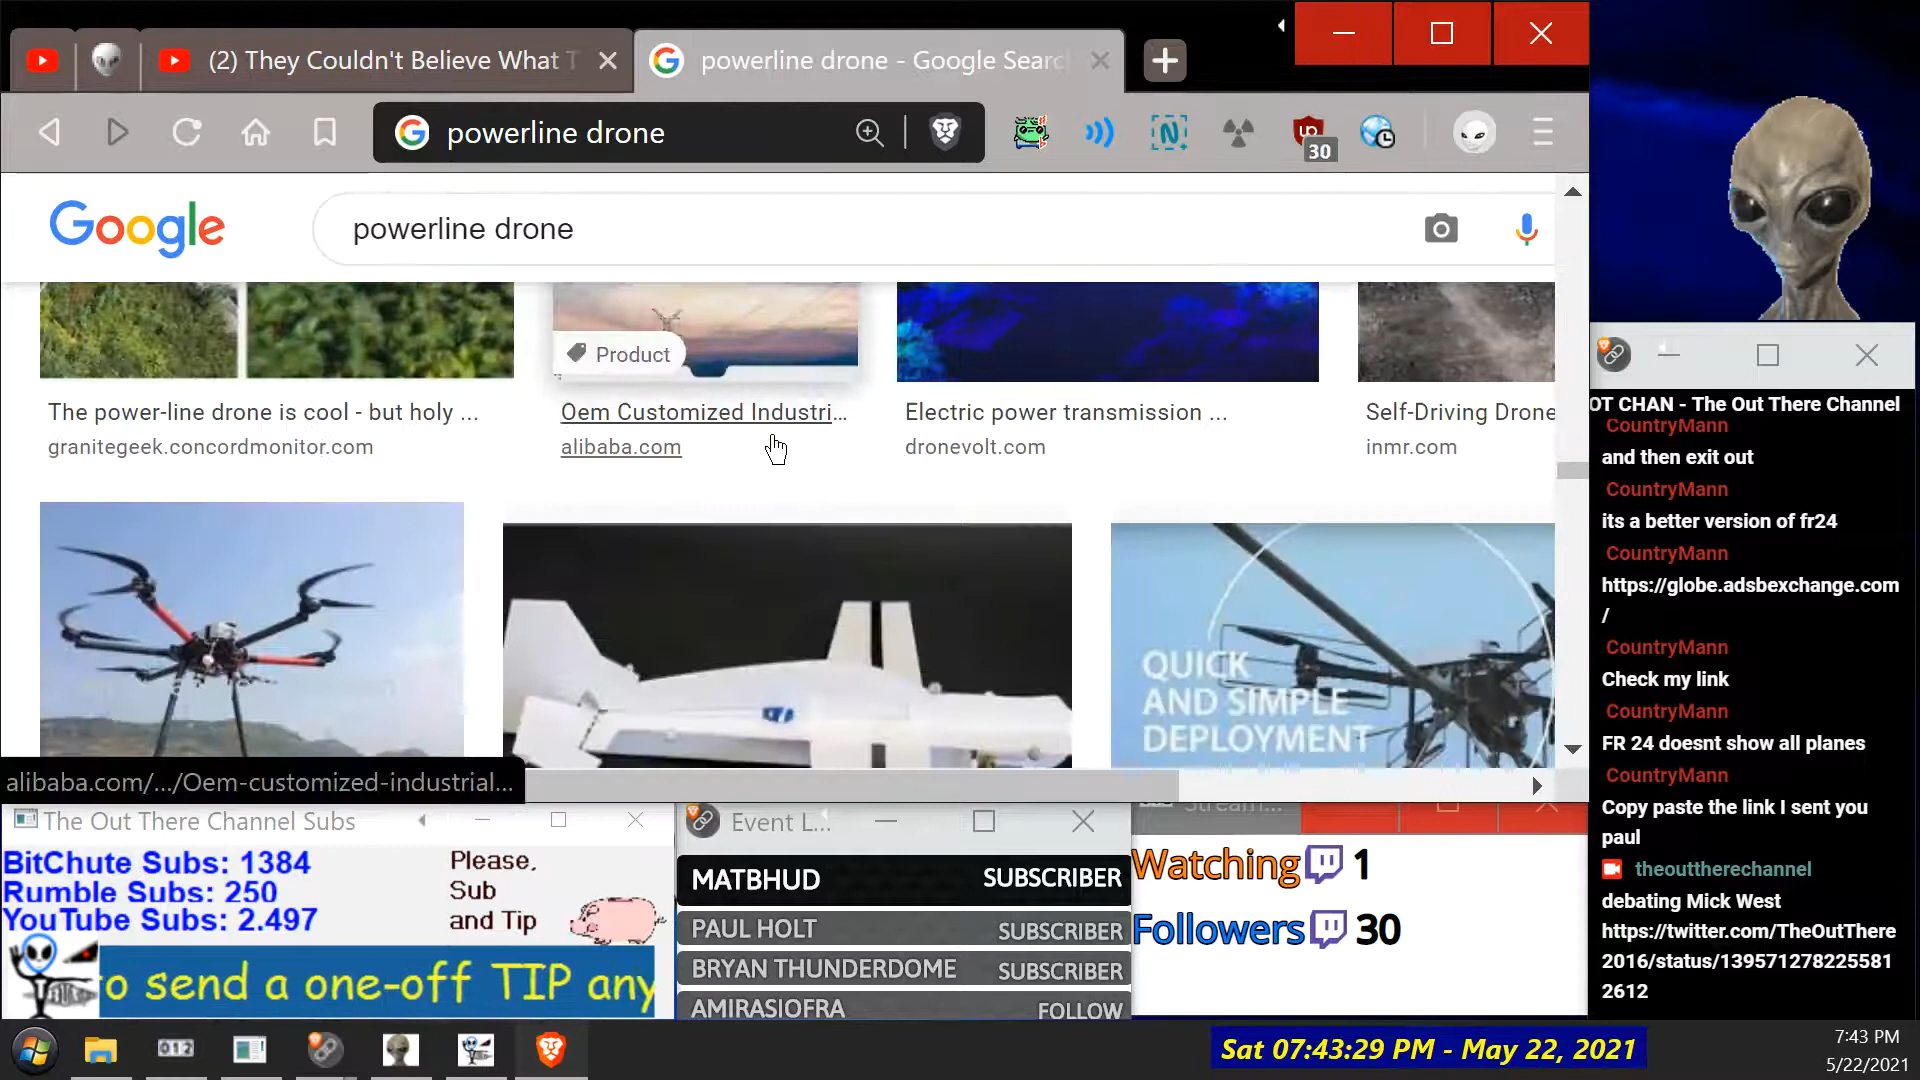 (2) They Couldn't Believe What T
powerline drone - Google Searc
powerline drone
30
Google
powerline drone
Product
The power-line drone is cool - but holy ...
granitegeek.concordmonitor.com
Oem Customized Industri...
alibaba.com
Electric power transmission ...
dronevolt.com
Self-Driving Drone
inmr.com
QUICK
AND SIMPLE
DEPLOYMENT
alibaba.com/.../Oem-customized-industrial...
OT CHAN - The Out There Channel
CountryMann
and then exit out
CountryMann
its a better version of fr24
CountryMann
https://globe.adsbexchange.com
/
CountryMann
Check my link
CountryMann
FR 24 doesnt show all planes
CountryMann
Copy paste the link I sent you
paul
theouttherechannel
debating Mick West
https://twitter.com/TheOutThere
2016/status/139571278225581
2612
The Out There Channel Subs
BitChute Subs: 1384
Rumble Subs: 250
YouTube Subs: 2.497
Please,
Sub
and Tip
o send a one-off TIP any
Event L...
MATBHUD SUBSCRIBER
PAUL HOLT SUBSCRIBER
BRYAN THUNDERDOME SUBSCRIBER
AMIRASIOFRA FOLLOW
Stream...
Watching 1
Followers 30
012
Sat 07:43:29 PM - May 22, 2021
7:43 PM
5/22/2021